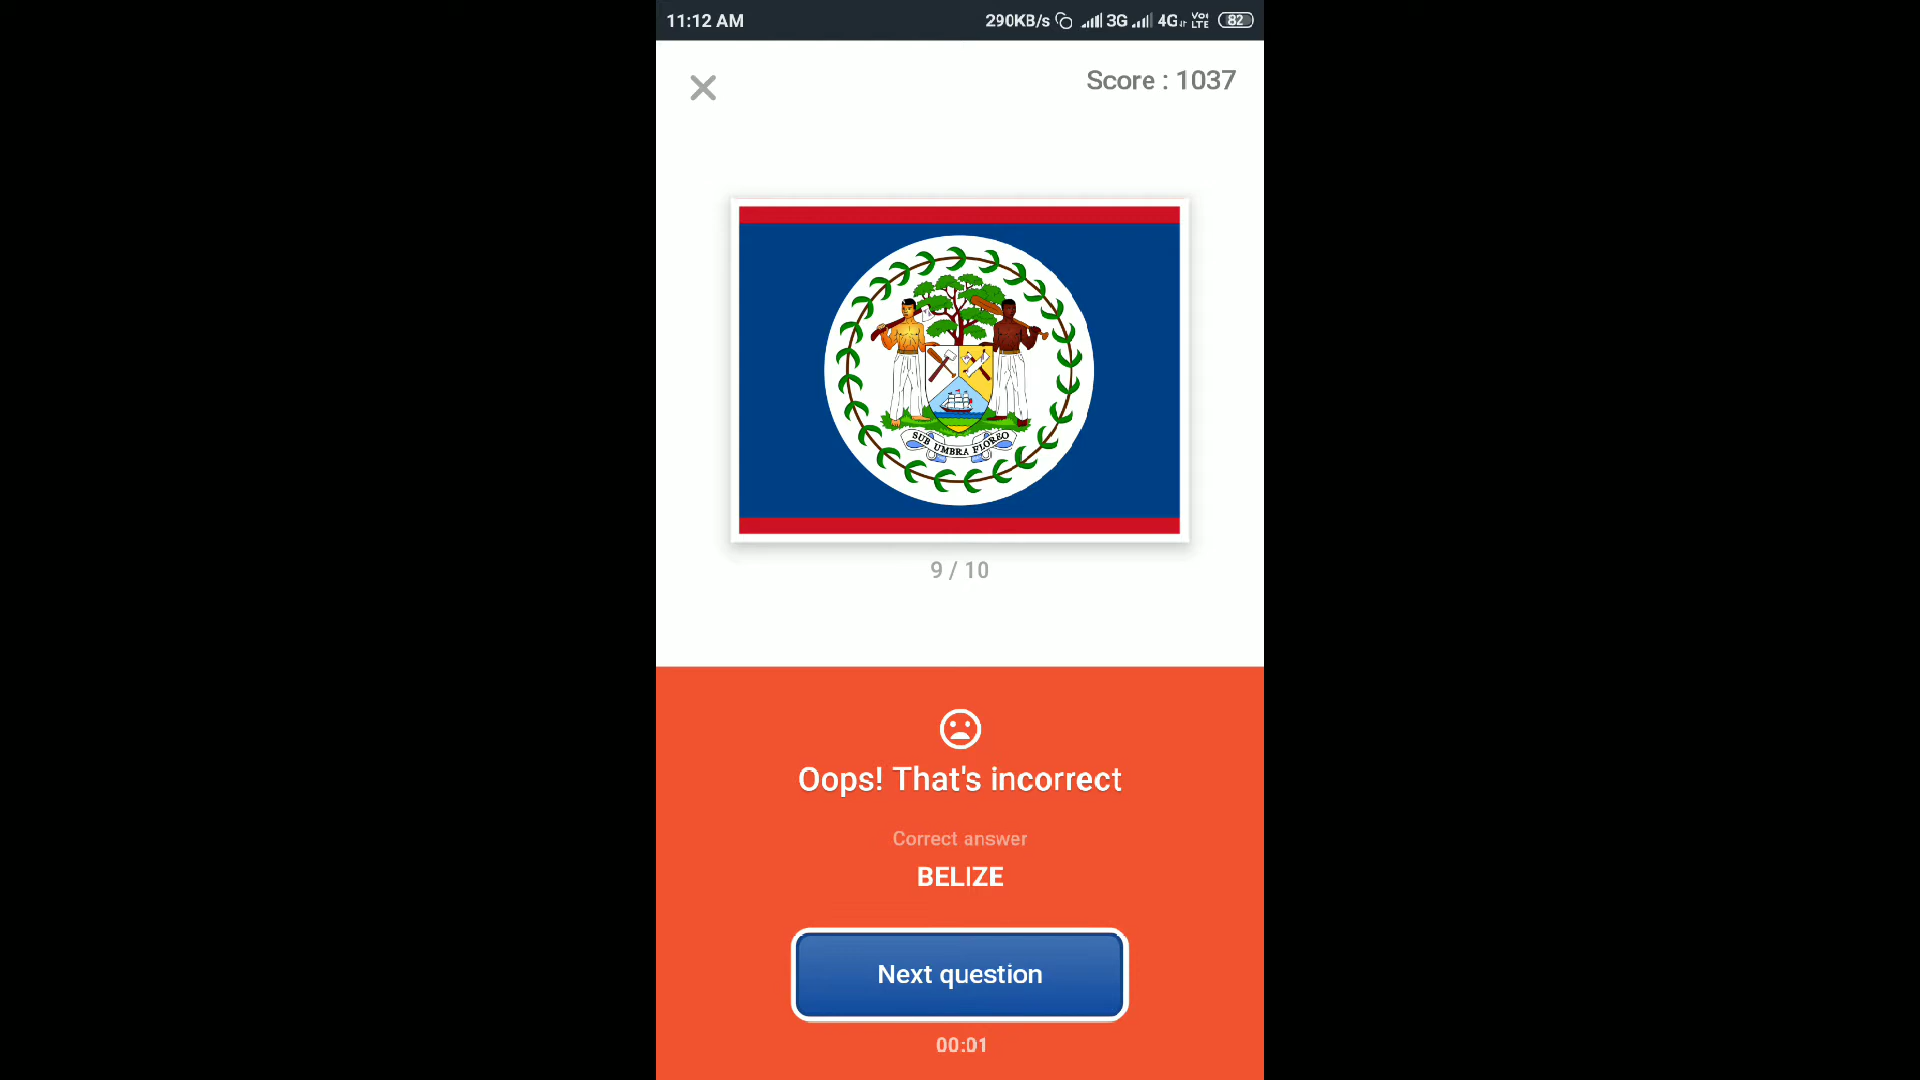 11:12 AM
290KB/s 3G 4G VoLTE 82
Score : 1037
SUB UMBRA FLOREO
9 / 10
Oops! That's incorrect
Correct answer
BELIZE
Next question
00:01